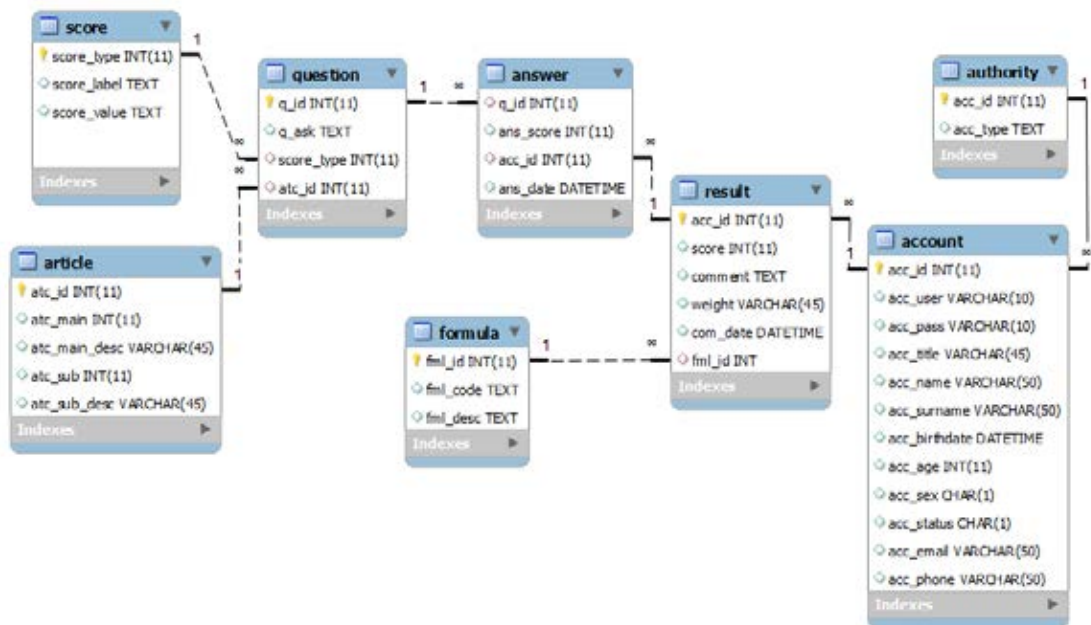 score
score_type INT(11)
score_label TEXT
score_value TEXT
Indexes
1
∞
question
q_id INT(11)
q_ask TEXT
score_type INT(11)
atc_id INT(11)
Indexes
∞
1
article
atc_id INT(11)
atc_main INT(11)
atc_main_desc VARCHAR(45)
atc_sub INT(11)
atc_sub_desc VARCHAR(45)
Indexes
1
∞
answer
q_id INT(11)
ans_score INT(11)
acc_id INT(11)
ans_date DATETIME
Indexes
∞
1
formula
fml_id INT(11)
fml_code TEXT
fml_desc TEXT
Indexes
1
∞
result
acc_id INT(11)
score INT(11)
comment TEXT
weight VARCHAR(45)
com_date DATETIME
fml_id INT
Indexes
∞
1
authority
acc_id INT(11)
acc_type TEXT
Indexes
1
∞
account
acc_id INT(11)
acc_user VARCHAR(10)
acc_pass VARCHAR(10)
acc_title VARCHAR(45)
acc_name VARCHAR(50)
acc_surname VARCHAR(50)
acc_birthdate DATETIME
acc_age INT(11)
acc_sex CHAR(1)
acc_status CHAR(1)
acc_email VARCHAR(50)
acc_phone VARCHAR(50)
Indexes